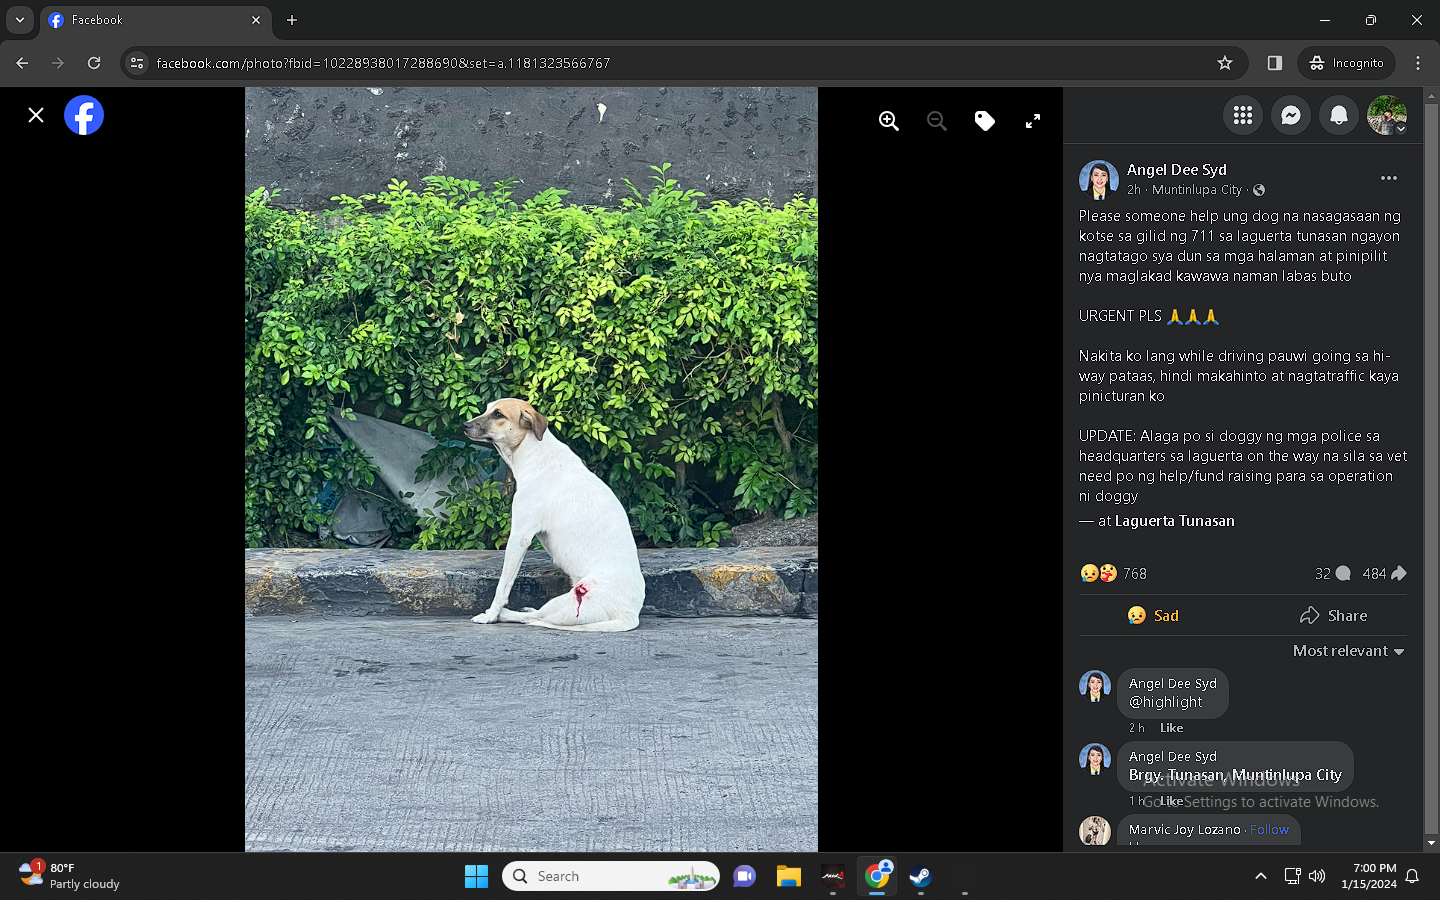 Facebook
facebook.com/photo?fbid=10228938017288690&set=a.1181323566767
Incognito
Angel Dee Syd
2h · Muntinlupa City ·
Please someone help ung dog na nasagasaan ng
kotse sa gilid ng 711 sa laguerta tunasan ngayon
nagtatago sya dun sa mga halaman at pinipilit
nya maglakad kawawa naman labas buto
URGENT PLS 🙏🙏🙏
Nakita ko lang while driving pauwi going sa hi-
way pataas, hindi makahinto at nagtatraffic kaya
pinicturan ko
UPDATE: Alaga po si doggy ng mga police sa
headquarters sa laguerta on the way na sila sa vet
need po ng help/fund raising para sa operation
ni doggy
— at Laguerta Tunasan
768
32
484
Sad
Share
Most relevant
Angel Dee Syd
@highlight
2 h Like
Angel Dee Syd
Brgy. Tunasan, Muntinlupa City
Activate Windows
1 h Like
Go to Settings to activate Windows.
Marvic Joy Lozano · Follow
1
80°F
Partly cloudy
Search
7:00 PM
1/15/2024